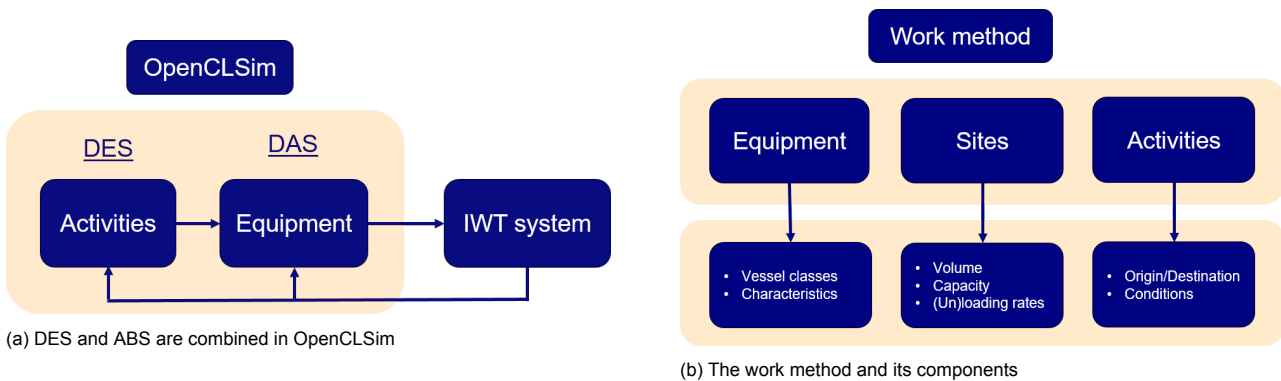 OpenCLSim
DES
DAS
Activities
Equipment
IWT system
(a) DES and ABS are combined in OpenCLSim
Work method
Equipment
Sites
Activities
• Vessel classes
• Characteristics
• Volume
• Capacity
• (Un)loading rates
• Origin/Destination
• Conditions
(b) The work method and its components